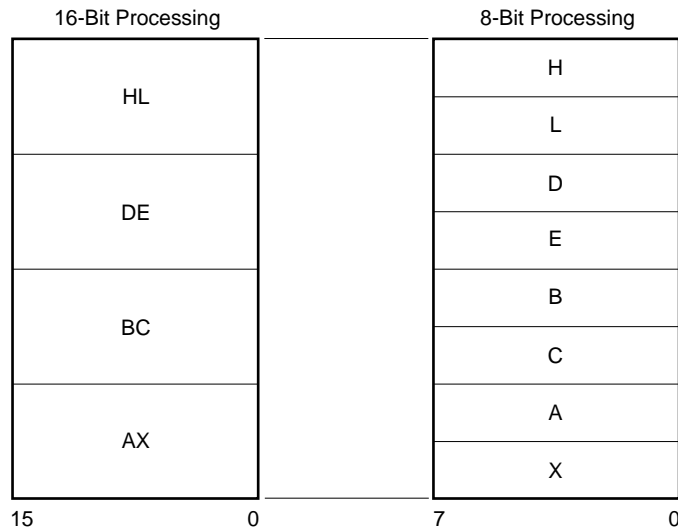 16-Bit Processing
8-Bit Processing
HL
DE
BC
AX
H
L
D
E
B
C
A
X
15 0
7 0